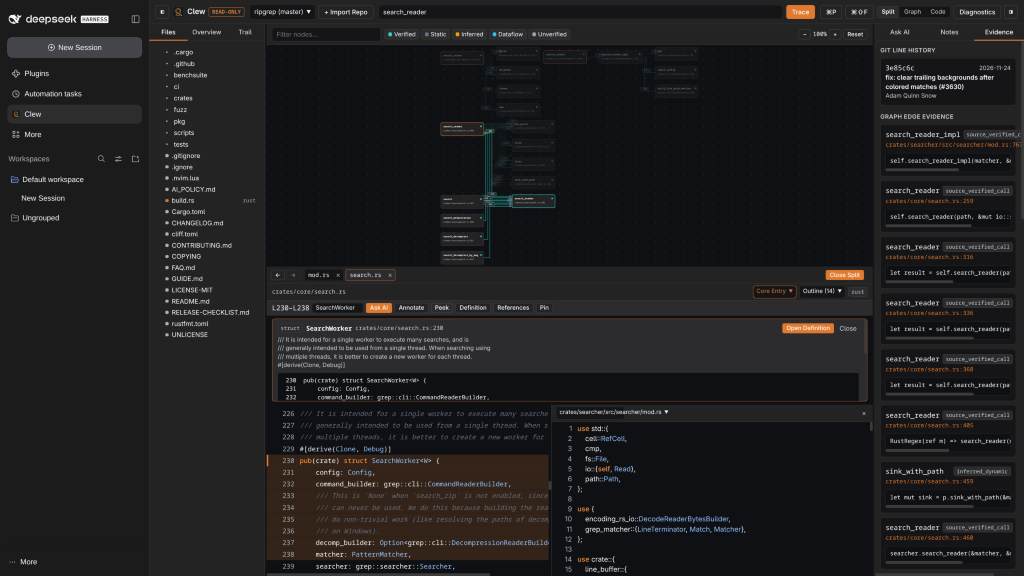 deepseek HARNESS
New Session
Plugins
Automation tasks
Clew
More
Workspaces
Default workspace
New Session
Ungrouped
More
Clew READ-ONLY ripgrep (master) ▾ + Import Repo search_reader Trace ⌘P ⌘⇧F Split Graph Code Diagnostics
Files Overview Trail
.cargo
.github
benchsuite
ci
crates
fuzz
pkg
scripts
tests
.gitignore
.ignore
.nvim.lua
AI_POLICY.md
build.rs rust
Cargo.toml
CHANGELOG.md
cliff.toml
CONTRIBUTING.md
COPYING
FAQ.md
GUIDE.md
LICENSE-MIT
README.md
RELEASE-CHECKLIST.md
rustfmt.toml
UNLICENSE
Filter nodes... Verified Static Inferred Dataflow Unverified − 100% + Reset
← → mod.rs × search.rs × Close Split
crates/core/search.rs Core Entry ▾ Outline (14) ▾ rust
L230-L238 SearchWorker Ask AI Annotate Peek Definition References Pin
struct SearchWorker crates/core/search.rs:230 Open Definition Close
/// It is intended for a single worker to execute many searches, and is
/// generally intended to be used from a single thread. When searching using
/// multiple threads, it is better to create a new worker for each thread.
#[derive(Clone, Debug)]
230 pub(crate) struct SearchWorker<W> {
231 config: Config,
232 command_builder: grep::cli::CommandReaderBuilder,
226 /// It is intended for a single worker to execute many searche
227 /// generally intended to be used from a single thread. When s
228 /// multiple threads, it is better to create a new worker for
229 #[derive(Clone, Debug)]
230 pub(crate) struct SearchWorker<W> {
231 config: Config,
232 command_builder: grep::cli::CommandReaderBuilder,
233 /// This is `None` when `search_zip` is not enabled, since
234 /// can never be used. We do this because building the rea
235 /// do non-trivial work (like resolving the paths of decomp
236 /// on Windows).
237 decomp_builder: Option<grep::cli::DecompressionReaderBuild
238 matcher: PatternMatcher,
239 searcher: grep::searcher::Searcher,
crates/searcher/src/searcher/mod.rs ▾ ×
1 use std::{
2 cell::RefCell,
3 cmp,
4 fs::File,
5 io::{self, Read},
6 path::Path,
7 };
8
9 use {
10 encoding_rs_io::DecodeReaderBytesBuilder,
11 grep_matcher::{LineTerminator, Match, Matcher},
12 };
13
14 use crate::{
15 line_buffer::{
Ask AI Notes Evidence
GIT LINE HISTORY
3e85c6c 2026-11-24
fix: clear trailing backgrounds after
colored matches (#3630)
Adam Quinn Snow
GRAPH EDGE EVIDENCE
search_reader_impl source_verified_c
crates/searcher/src/searcher/mod.rs:76
self.search_reader_impl(matcher, &
search_reader source_verified_call
crates/core/search.rs:259
self.search_reader(path, &mut io::
search_reader source_verified_call
crates/core/search.rs:316
let result = self.search_reader(pa
search_reader source_verified_call
crates/core/search.rs:336
let result = self.search_reader(pa
search_reader source_verified_call
crates/core/search.rs:360
let result = self.search_reader(pa
search_reader source_verified_call
crates/core/search.rs:405
RustRegex(ref m) => search_reader(
sink_with_path inferred_dynamic
crates/core/search.rs:459
let mut sink = p.sink_with_path(&m
search_reader source_verified_call
crates/core/search.rs:460
searcher.search_reader(&matcher, &